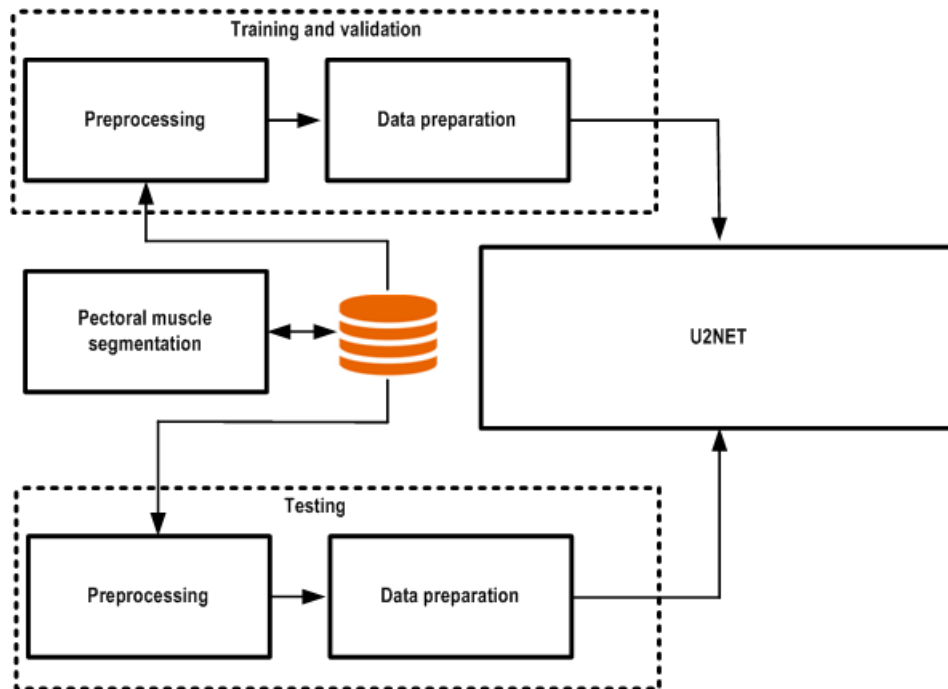 Training and validation
Preprocessing
Data preparation
Pectoral muscle
segmentation
U2NET
Testing
Preprocessing
Data preparation